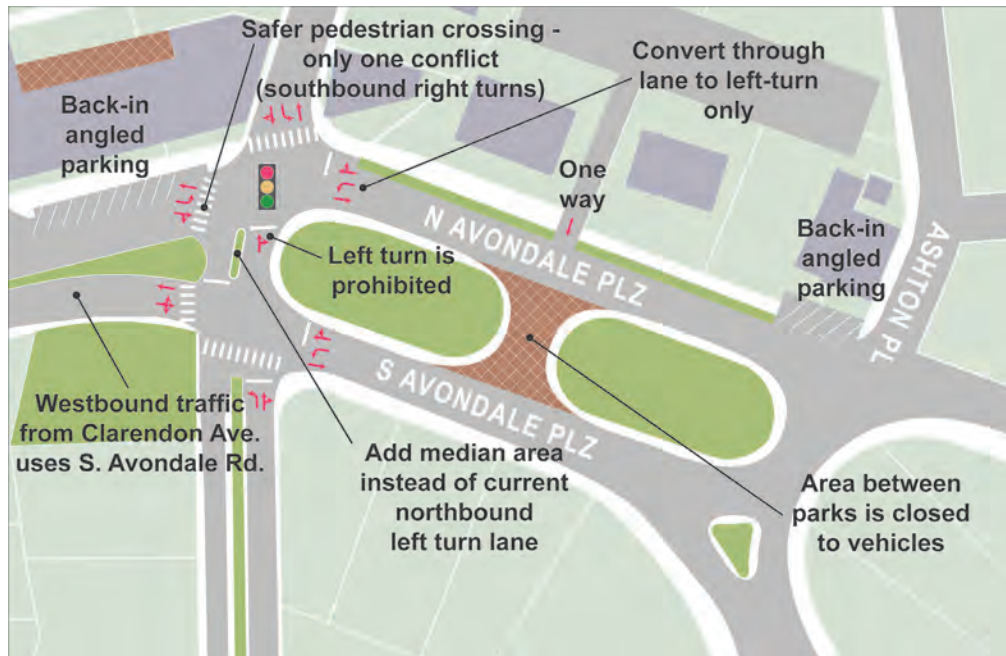 Safer pedestrian crossing -
only one conflict
(southbound right turns)
Convert through
lane to left-turn
only
Back-in
angled
parking
One
way
N AVONDALE PLZ
Back-in
angled
parking
ASHTON PL
Left turn is
prohibited
S AVONDALE PLZ
Westbound traffic
from Clarendon Ave.
uses S. Avondale Rd.
Add median area
instead of current
northbound
left turn lane
Area between
parks is closed
to vehicles